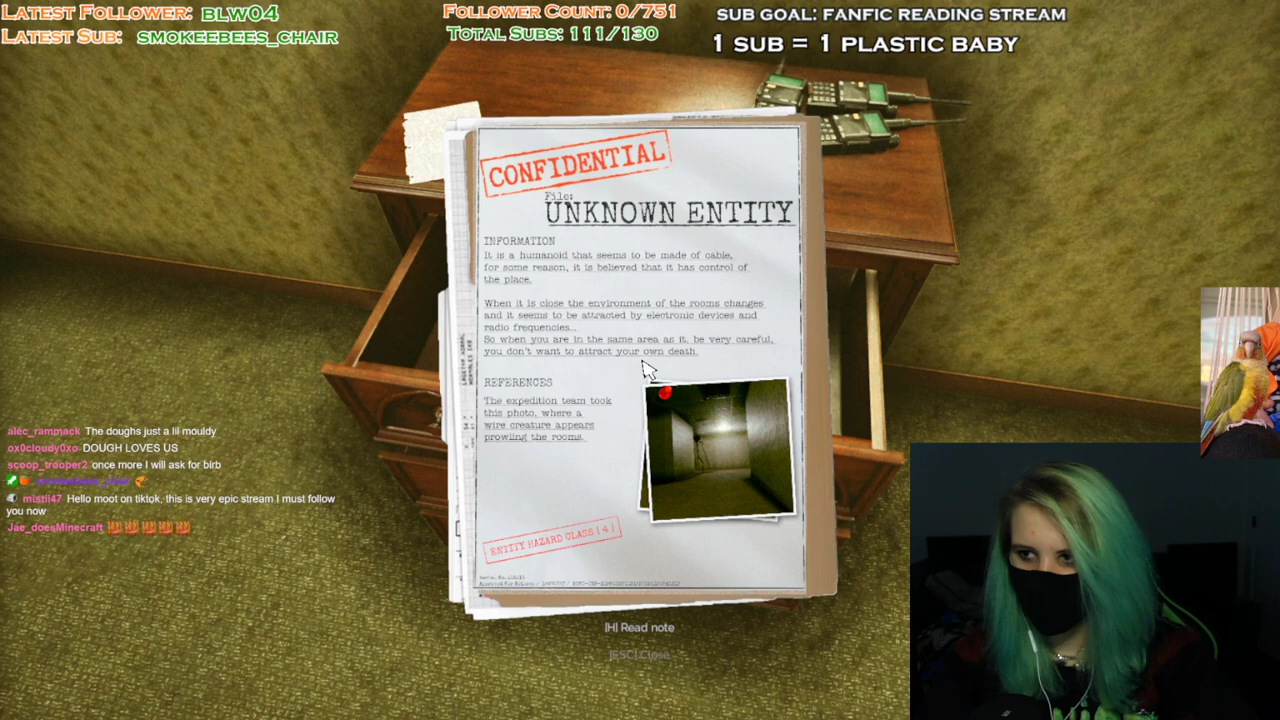 LATEST FOLLOWER: BLW04
LATEST SUB: SMOKEEBEES_CHAIR
FOLLOWER COUNT: 0/751
TOTAL SUBS: 111/130
SUB GOAL: FANFIC READING STREAM
1 SUB = 1 PLASTIC BABY
CONFIDENTIAL
File:
UNKNOWN ENTITY
INFORMATION
It is a humanoid that seems to be made of cable,
for some reason, it is believed that it has control of
the place.
When it is close the environment of the rooms changes
and it seems to be attracted by electronic devices and
radio frequencies...
So when you are in the same area as it, be very careful,
you don't want to attract your own death.
REFERENCES
The expedition team took
this photo, where a
wire creature appears
prowling the rooms.
ENTITY HAZARD CLASS [4]
alec_rammack The doughs just a lil mouldy
ox0cloudy0xo DOUGH LOVES US
scoop_trooper2 once more I will ask for birb
smokeebees_chair
mistii47 Hello moot on tiktok, this is very epic stream I must follow
you now
Jae_doesMinecraft
[H] Read note
[ESC] Close